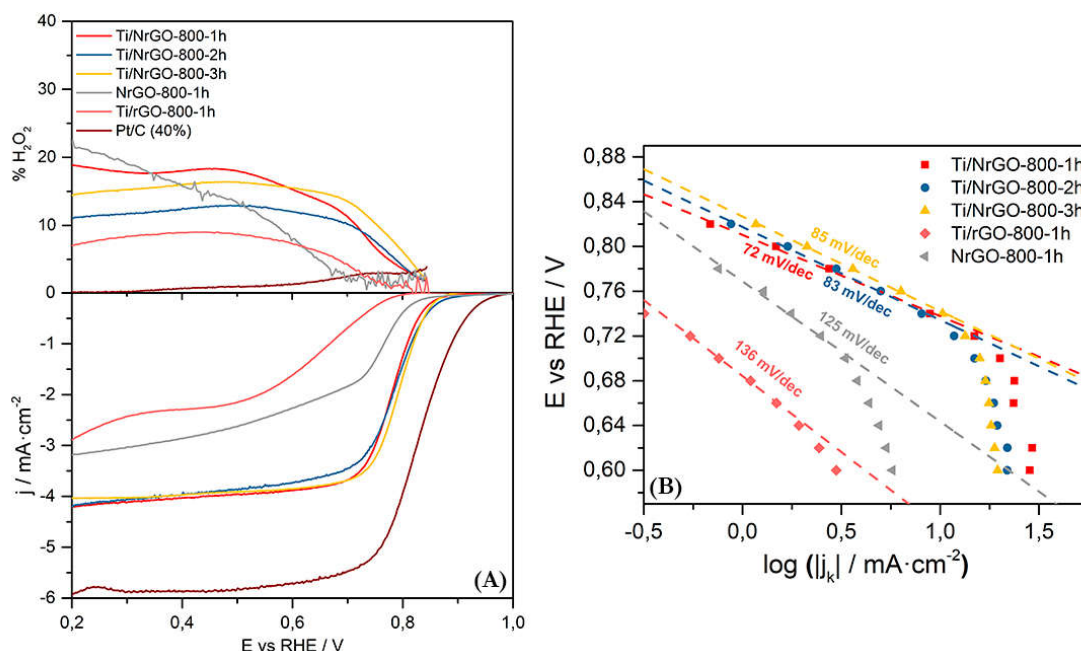 40
30
20
10
0
% H₂O₂
Ti/NrGO-800-1h
Ti/NrGO-800-2h
Ti/NrGO-800-3h
NrGO-800-1h
Ti/rGO-800-1h
Pt/C (40%)
-1
-2
-3
-4
-5
-6
j / mA·cm⁻²
(A)
0,2 0,4 0,6 0,8 1,0
E vs RHE / V
0,88
0,84
0,80
0,76
0,72
0,68
0,64
0,60
E vs RHE / V
Ti/NrGO-800-1h
Ti/NrGO-800-2h
Ti/NrGO-800-3h
Ti/rGO-800-1h
NrGO-800-1h
85 mV/dec
72 mV/dec
83 mV/dec
125 mV/dec
136 mV/dec
(B)
-0,5 0,0 0,5 1,0 1,5
log (|jₖ| / mA·cm⁻²)